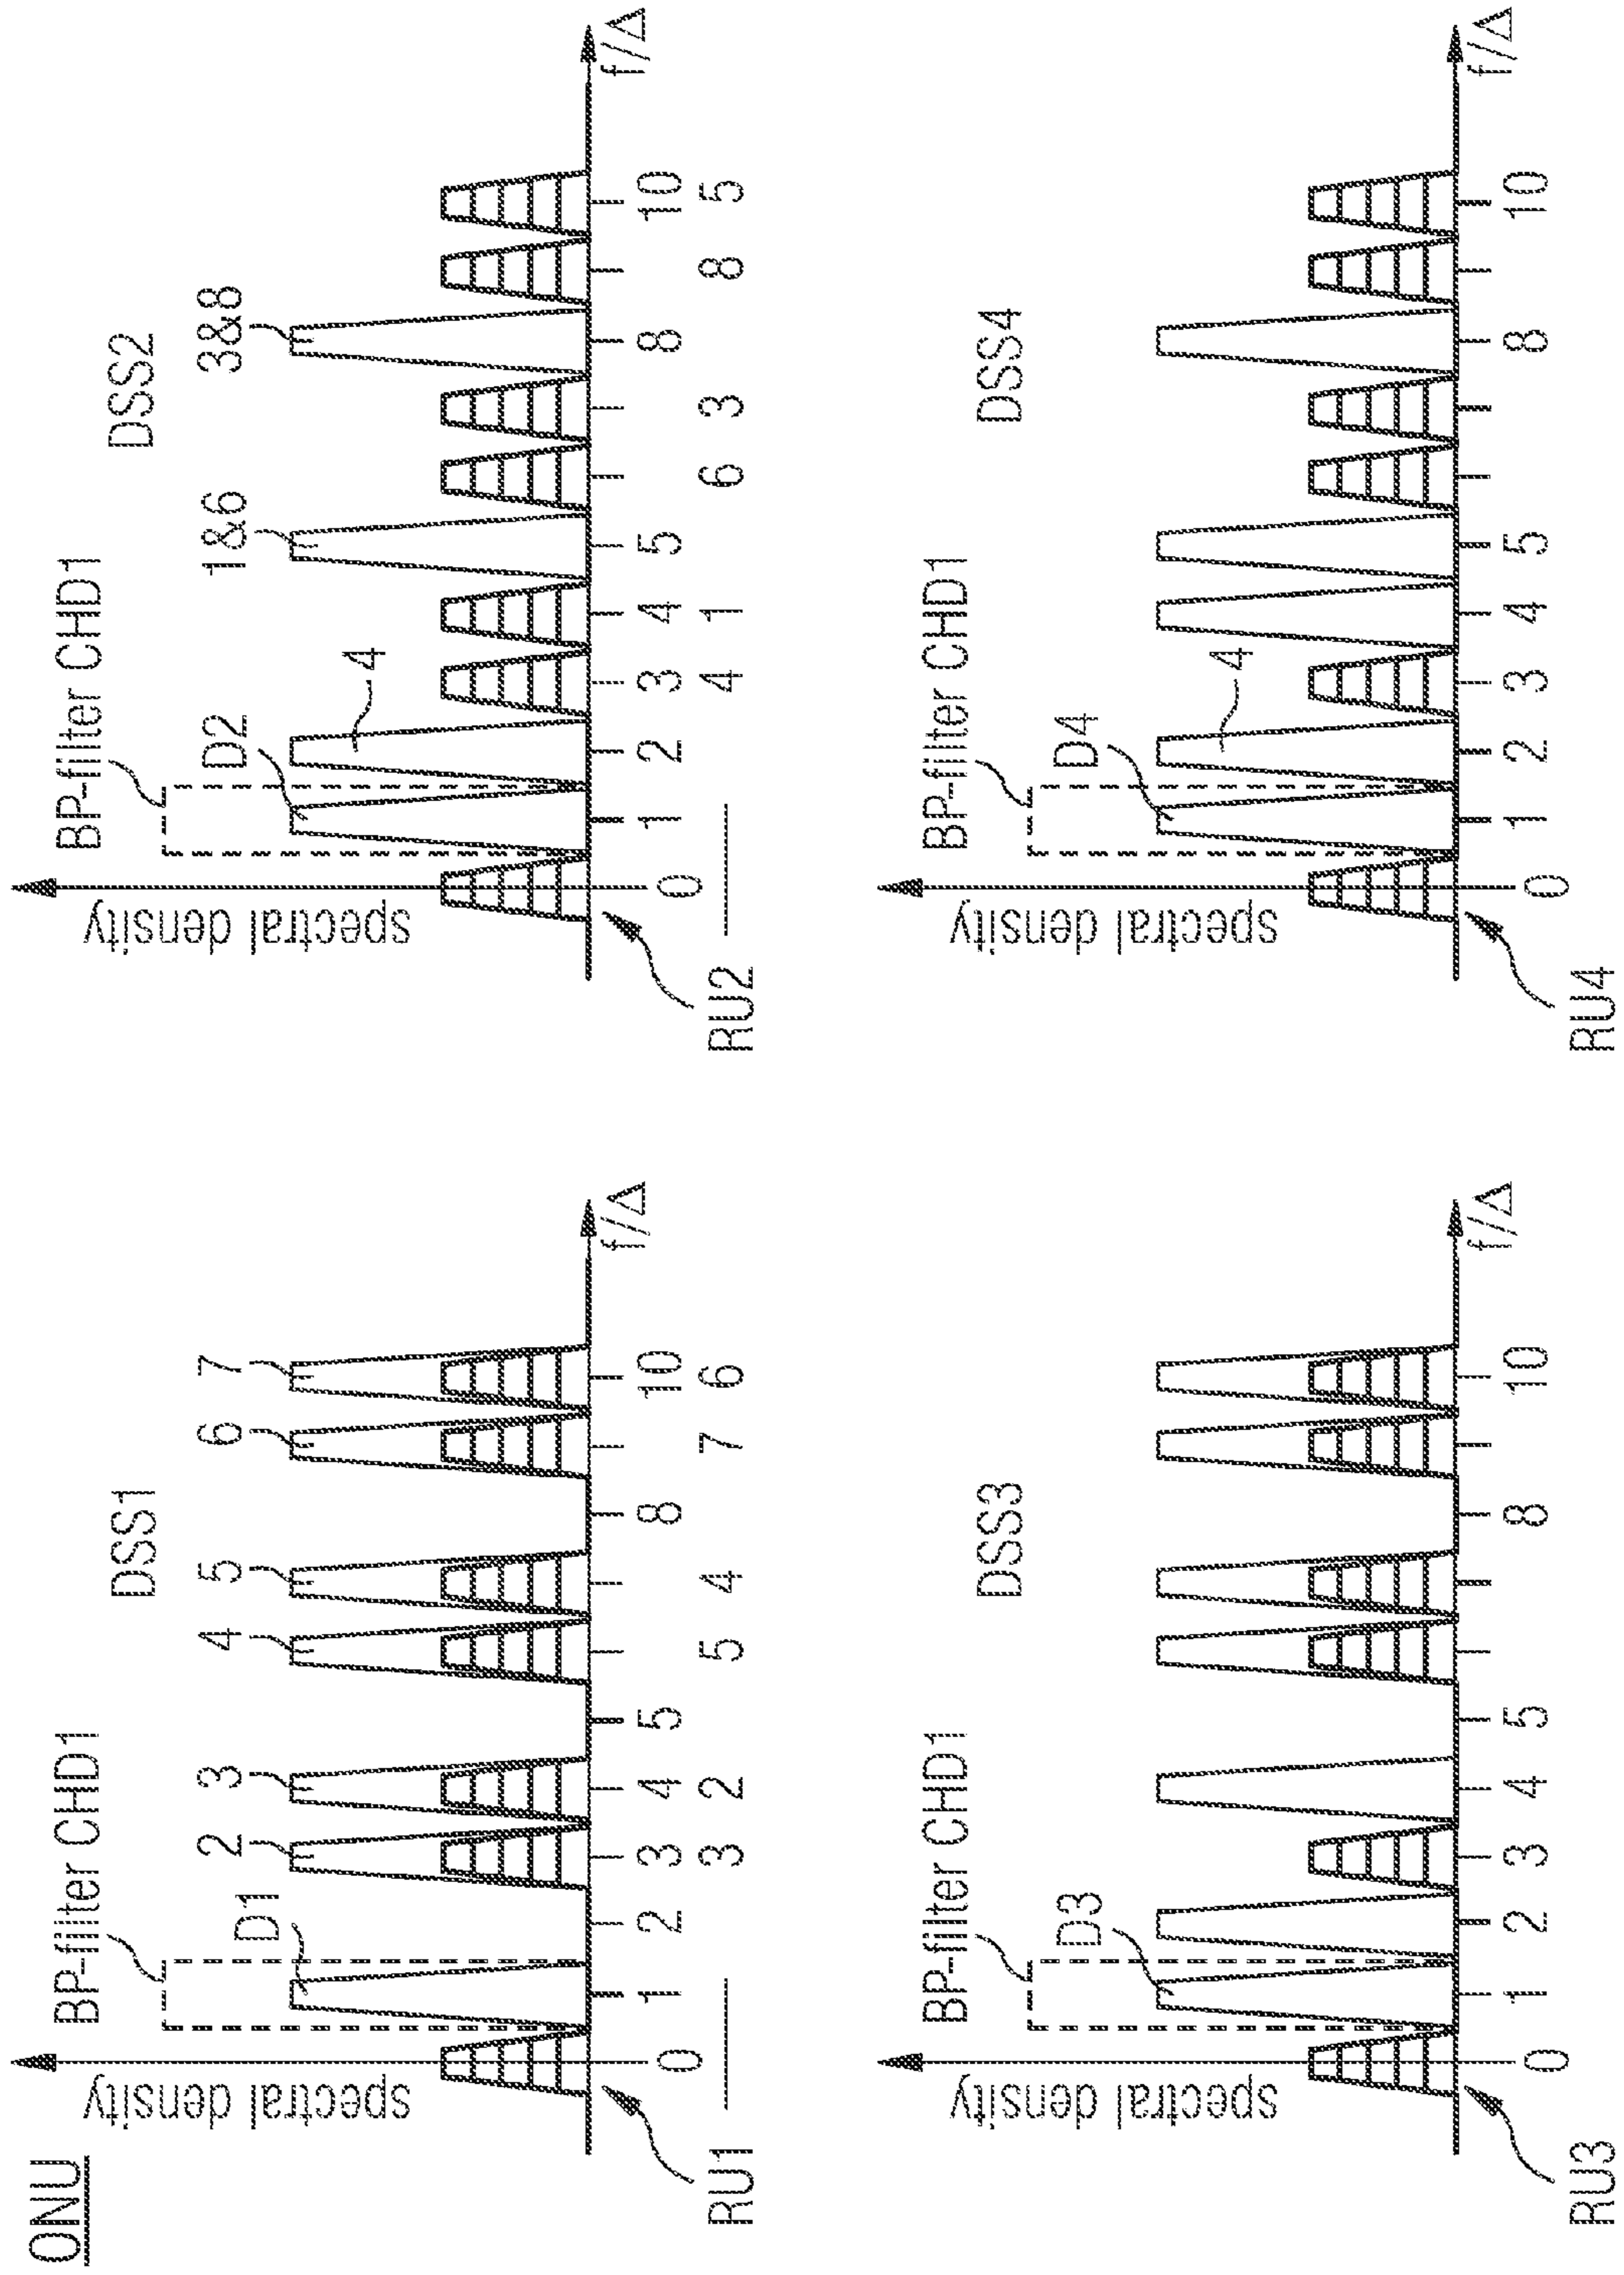 ONU
BP-filter CHD1
DSS1
spectral density
D1
2
3
4
5
6
7
0 1 2 3 4 5 8 10
f/Δ
3 2 5 4 7 6
RU1
BP-filter CHD1
DSS2
spectral density
D2
4
1&6
3&8
0 1 2 3 4 5 6 8 10
f/Δ
4 1 6 3 8 5
RU2
BP-filter CHD1
DSS3
spectral density
D3
0 1 2 3 4 5 8 10
f/Δ
RU3
BP-filter CHD1
DSS4
spectral density
D4
4
0 1 2 3 4 5 8 10
f/Δ
RU4